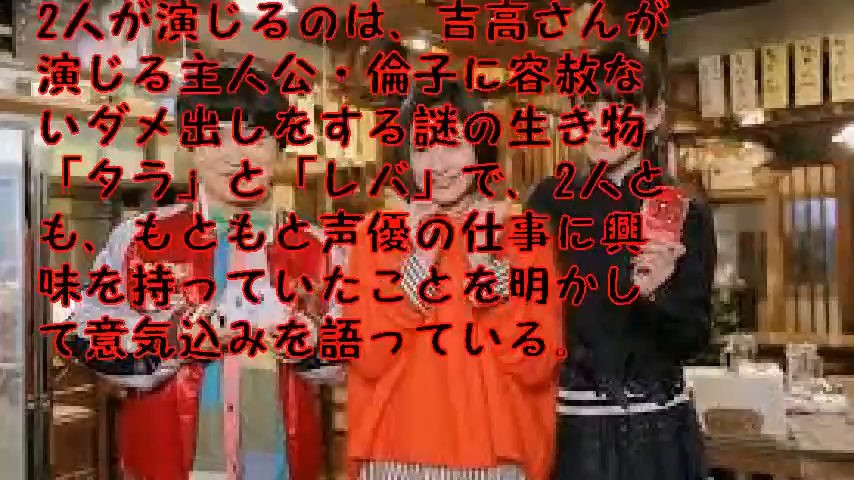 2人が演じるのは、吉高さんが
演じる主人公・倫子に容赦な
いダメ出しをする謎の生き物
「タラ」と「レバ」で、2人と
も、もともと声優の仕事に興
味を持っていたことを明かし
て意気込みを語っている。